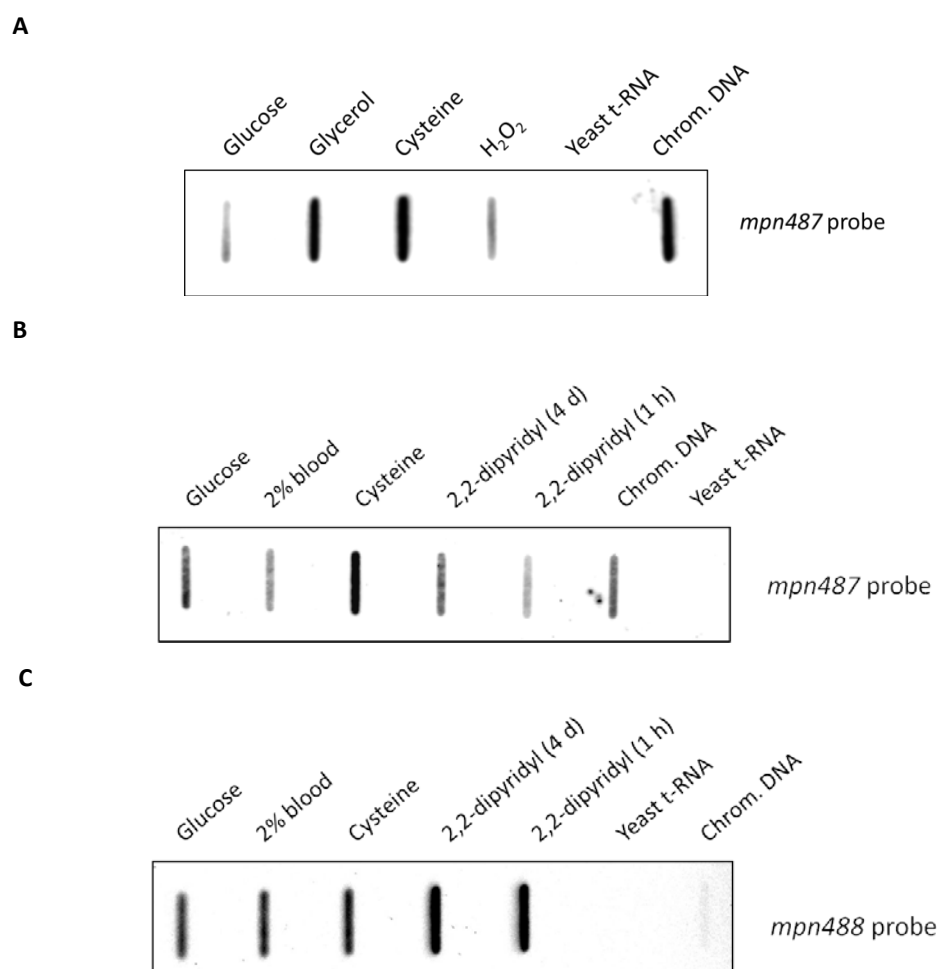 A
Glucose
Glycerol
Cysteine
H₂O₂
Yeast t-RNA
Chrom. DNA
mpn487 probe
B
Glucose
2% blood
Cysteine
2,2-dipyridyl (4 d)
2,2-dipyridyl (1 h)
Chrom. DNA
Yeast t-RNA
mpn487 probe
C
Glucose
2% blood
Cysteine
2,2-dipyridyl (4 d)
2,2-dipyridyl (1 h)
Yeast t-RNA
Chrom. DNA
mpn488 probe